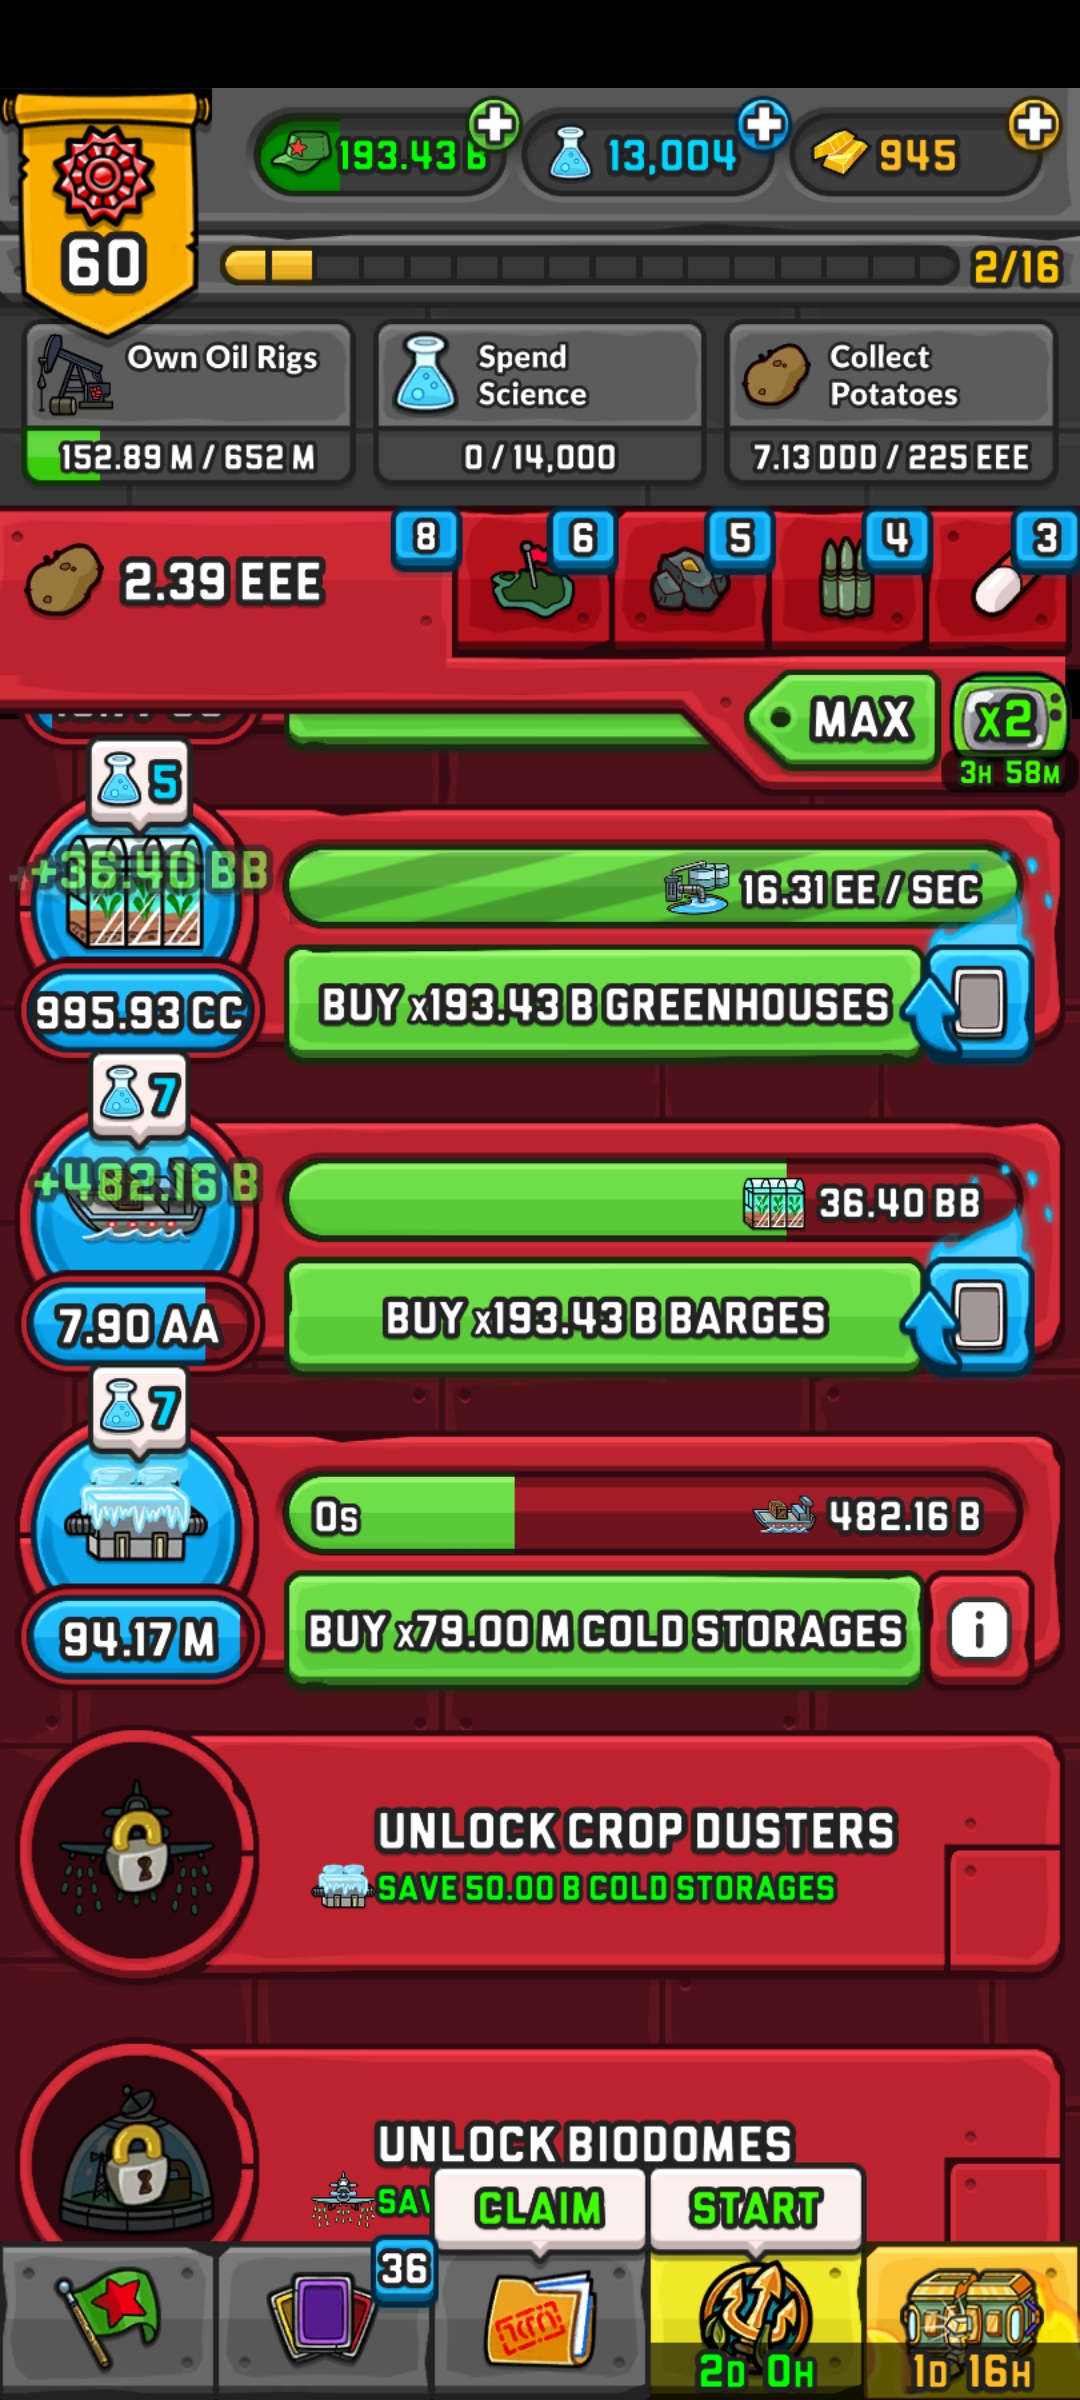 193.43 B
13,004
945
60
2/16
Own Oil Rigs
152.89 M / 652 M
Spend
Science
0 / 14,000
Collect
Potatoes
7.13 DDD / 225 EEE
2.39 EEE
8
6
5
4
3
MAX
x2
3H 58M
5
+36.40 BB
16.31 EE / SEC
995.93 CC
BUY x193.43 B GREENHOUSES
7
+482.16 B
36.40 BB
7.90 AA
BUY x193.43 B BARGES
7
0s
482.16 B
94.17 M
BUY x79.00 M COLD STORAGES
i
UNLOCK CROP DUSTERS
SAVE 50.00 B COLD STORAGES
UNLOCK BIODOMES
CLAIM
START
36
2D 0H
1D 16H